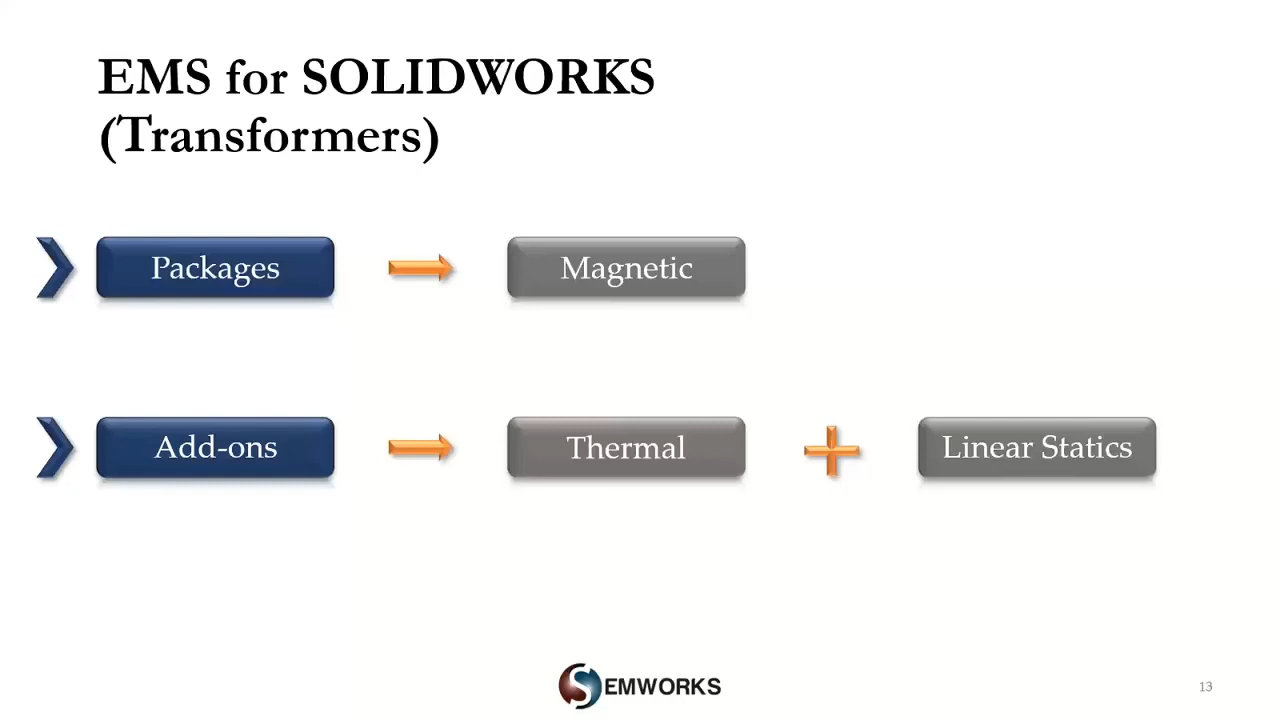 EMS for SOLIDWORKS
(Transformers)
Packages
Magnetic
Add-ons
Thermal
Linear Statics
EMWORKS
13